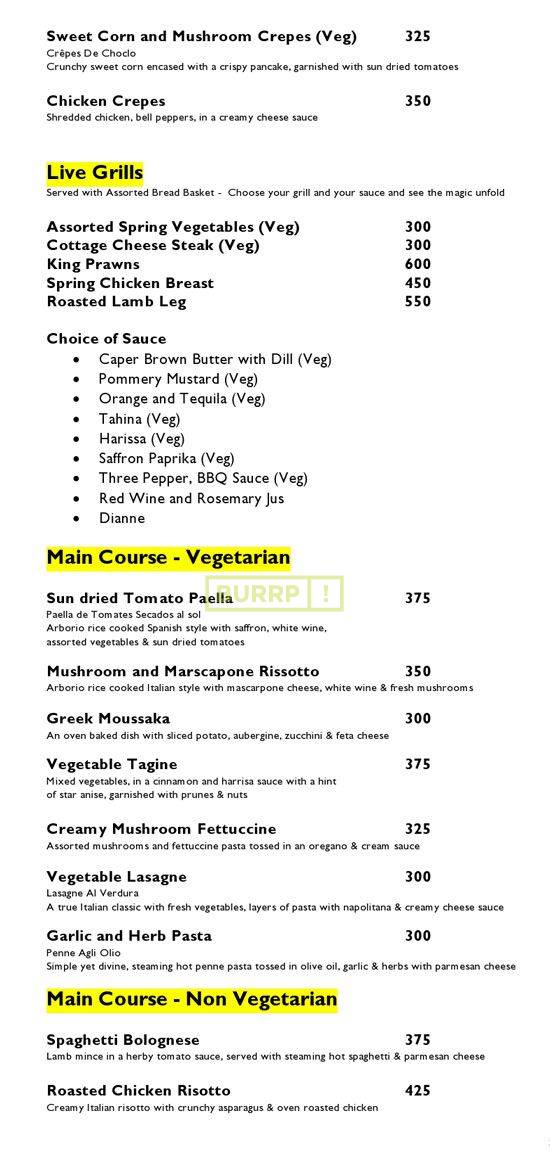 Sweet Corn and Mushroom Crepes (Veg) 325
Crêpes De Choclo
Crunchy sweet corn encased with a crispy pancake, garnished with sun dried tomatoes
Chicken Crepes 350
Shredded chicken, bell peppers, in a creamy cheese sauce
Live Grills
Served with Assorted Bread Basket - Choose your grill and your sauce and see the magic unfold
Assorted Spring Vegetables (Veg) 300
Cottage Cheese Steak (Veg) 300
King Prawns 600
Spring Chicken Breast 450
Roasted Lamb Leg 550
Choice of Sauce
• Caper Brown Butter with Dill (Veg)
• Pommery Mustard (Veg)
• Orange and Tequila (Veg)
• Tahina (Veg)
• Harissa (Veg)
• Saffron Paprika (Veg)
• Three Pepper, BBQ Sauce (Veg)
• Red Wine and Rosemary Jus
• Dianne
Main Course - Vegetarian
BURRP!
Sun dried Tomato Paella 375
Paella de Tomates Secados al sol
Arborio rice cooked Spanish style with saffron, white wine,
assorted vegetables & sun dried tomatoes
Mushroom and Marscapone Rissotto 350
Arborio rice cooked Italian style with mascarpone cheese, white wine & fresh mushrooms
Greek Moussaka 300
An oven baked dish with sliced potato, aubergine, zucchini & feta cheese
Vegetable Tagine 375
Mixed vegetables, in a cinnamon and harrisa sauce with a hint
of star anise, garnished with prunes & nuts
Creamy Mushroom Fettuccine 325
Assorted mushrooms and fettuccine pasta tossed in an oregano & cream sauce
Vegetable Lasagne 300
Lasagne Al Verdura
A true Italian classic with fresh vegetables, layers of pasta with napolitana & creamy cheese sauce
Garlic and Herb Pasta 300
Penne Agli Olio
Simple yet divine, steaming hot penne pasta tossed in olive oil, garlic & herbs with parmesan cheese
Main Course - Non Vegetarian
Spaghetti Bolognese 375
Lamb mince in a herby tomato sauce, served with steaming hot spaghetti & parmesan cheese
Roasted Chicken Risotto 425
Creamy Italian risotto with crunchy asparagus & oven roasted chicken